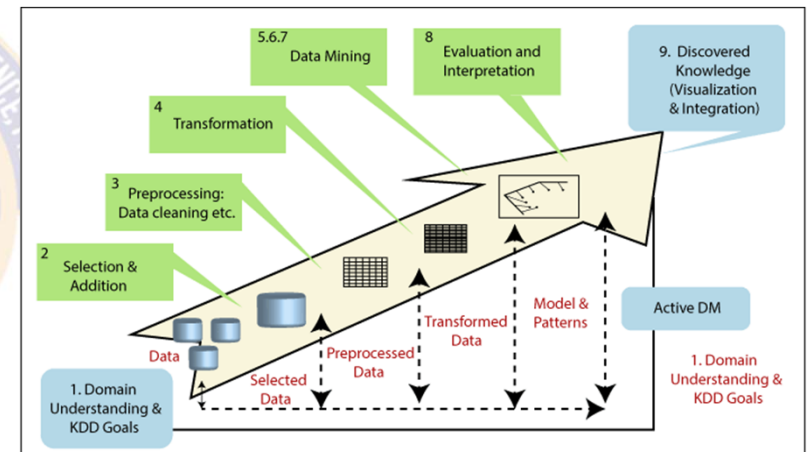 5.6.7
Data Mining
8
Evaluation and
Interpretation
9. Discovered
Knowledge
(Visualization
& Integration)
4
Transformation
3
Preprocessing:
Data cleaning etc.
2
Selection &
Addition
Data
Selected
Data
Preprocessed
Data
Transformed
Data
Model &
Patterns
Active DM
1. Domain
Understanding &
KDD Goals
1. Domain
Understanding &
KDD Goals